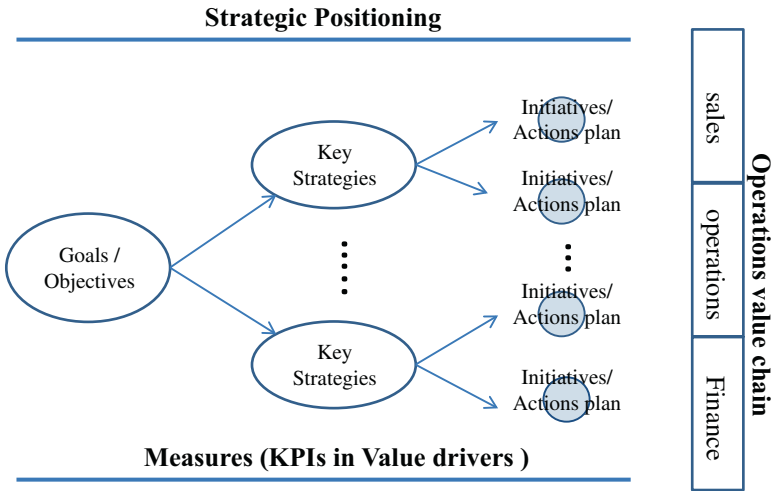 Strategic Positioning
Initiatives/
Actions plan
Key
Strategies
Initiatives/
Actions plan
Goals /
Objectives
Initiatives/
Actions plan
Key
Strategies
Initiatives/
Actions plan
Measures (KPIs in Value drivers )
sales
operations
Finance
Operations value chain